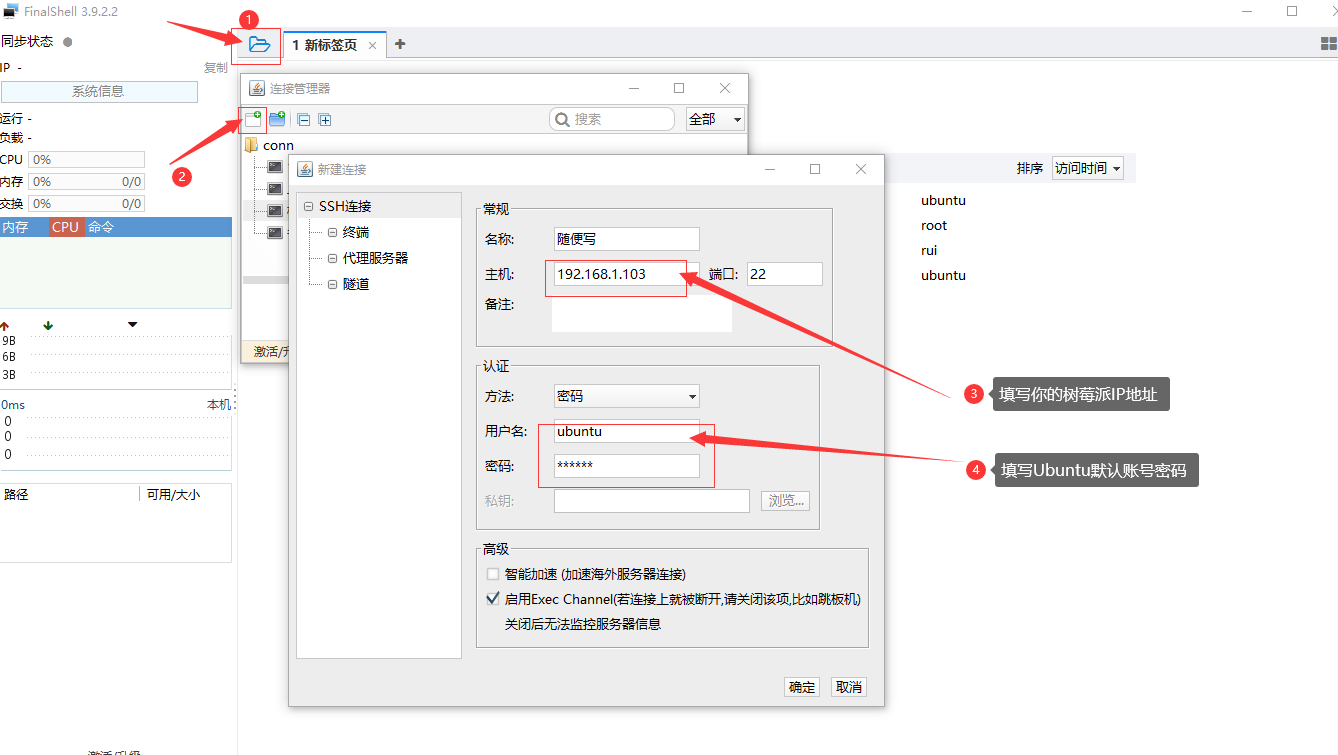 FinalShell 3.9.2.2
1
同步状态
1 新标签页
IP -
复制
系统信息
运行 -
负载 -
CPU 0%
内存 0% 0/0
交换 0% 0/0
内存 CPU 命令
9B
6B
3B
0ms 本机
0
0
0
路径 可用/大小
激活/升级
连接管理器
2
搜索
全部
conn
激活/升
排序 访问时间
ubuntu
root
rui
ubuntu
新建连接
SSH连接
终端
代理服务器
隧道
常规
名称: 随便写
主机: 192.168.1.103 端口: 22
备注:
认证
方法: 密码
用户名: ubuntu
密码: ******
私钥: 浏览...
高级
智能加速 (加速海外服务器连接)
启用Exec Channel(若连接上就被断开,请关闭该项,比如跳板机)
关闭后无法监控服务器信息
确定 取消
3 填写你的树莓派IP地址
4 填写Ubuntu默认账号密码